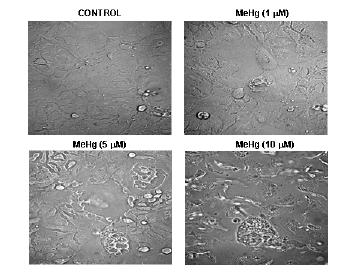 CONTROL
MeHg (1 µM)
MeHg (5 µM)
MeHg (10 µM)